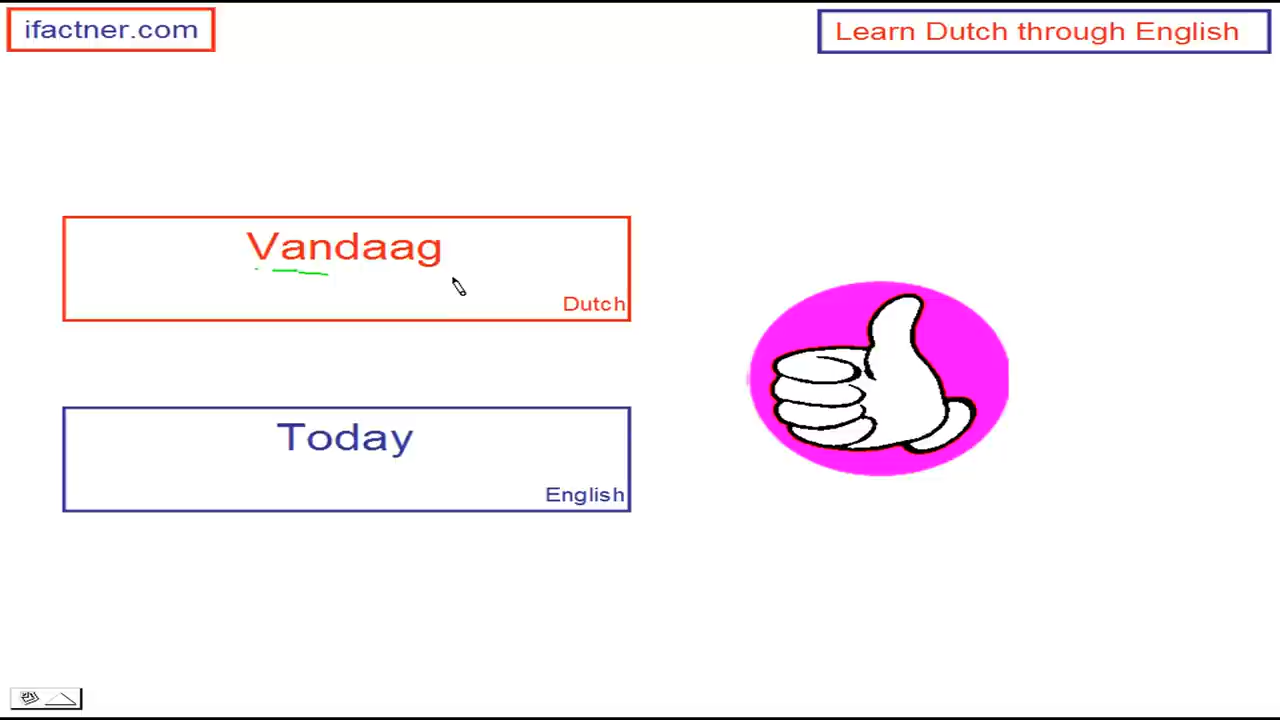 ifactner.com
Learn Dutch through English
Vandaag
Dutch
Today
English